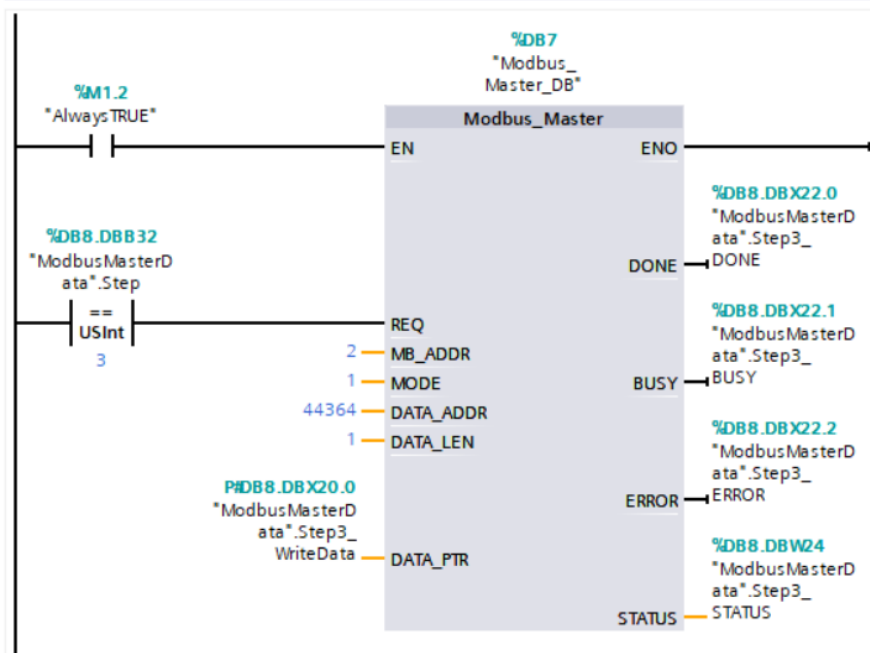 %DB7
"Modbus_
Master_DB"
%M1.2
"AlwaysTRUE"
Modbus_Master
EN
ENO
%DB8.DBX22.0
"ModbusMasterD
ata".Step3_
DONE
DONE
%DB8.DBB32
"ModbusMasterD
ata".Step
==
USInt
3
REQ
2
MB_ADDR
1
MODE
44364
DATA_ADDR
1
DATA_LEN
%DB8.DBX22.1
"ModbusMasterD
ata".Step3_
BUSY
BUSY
P#DB8.DBX20.0
"ModbusMasterD
ata".Step3_
WriteData
DATA_PTR
%DB8.DBX22.2
"ModbusMasterD
ata".Step3_
ERROR
ERROR
%DB8.DBW24
"ModbusMasterD
ata".Step3_
STATUS
STATUS